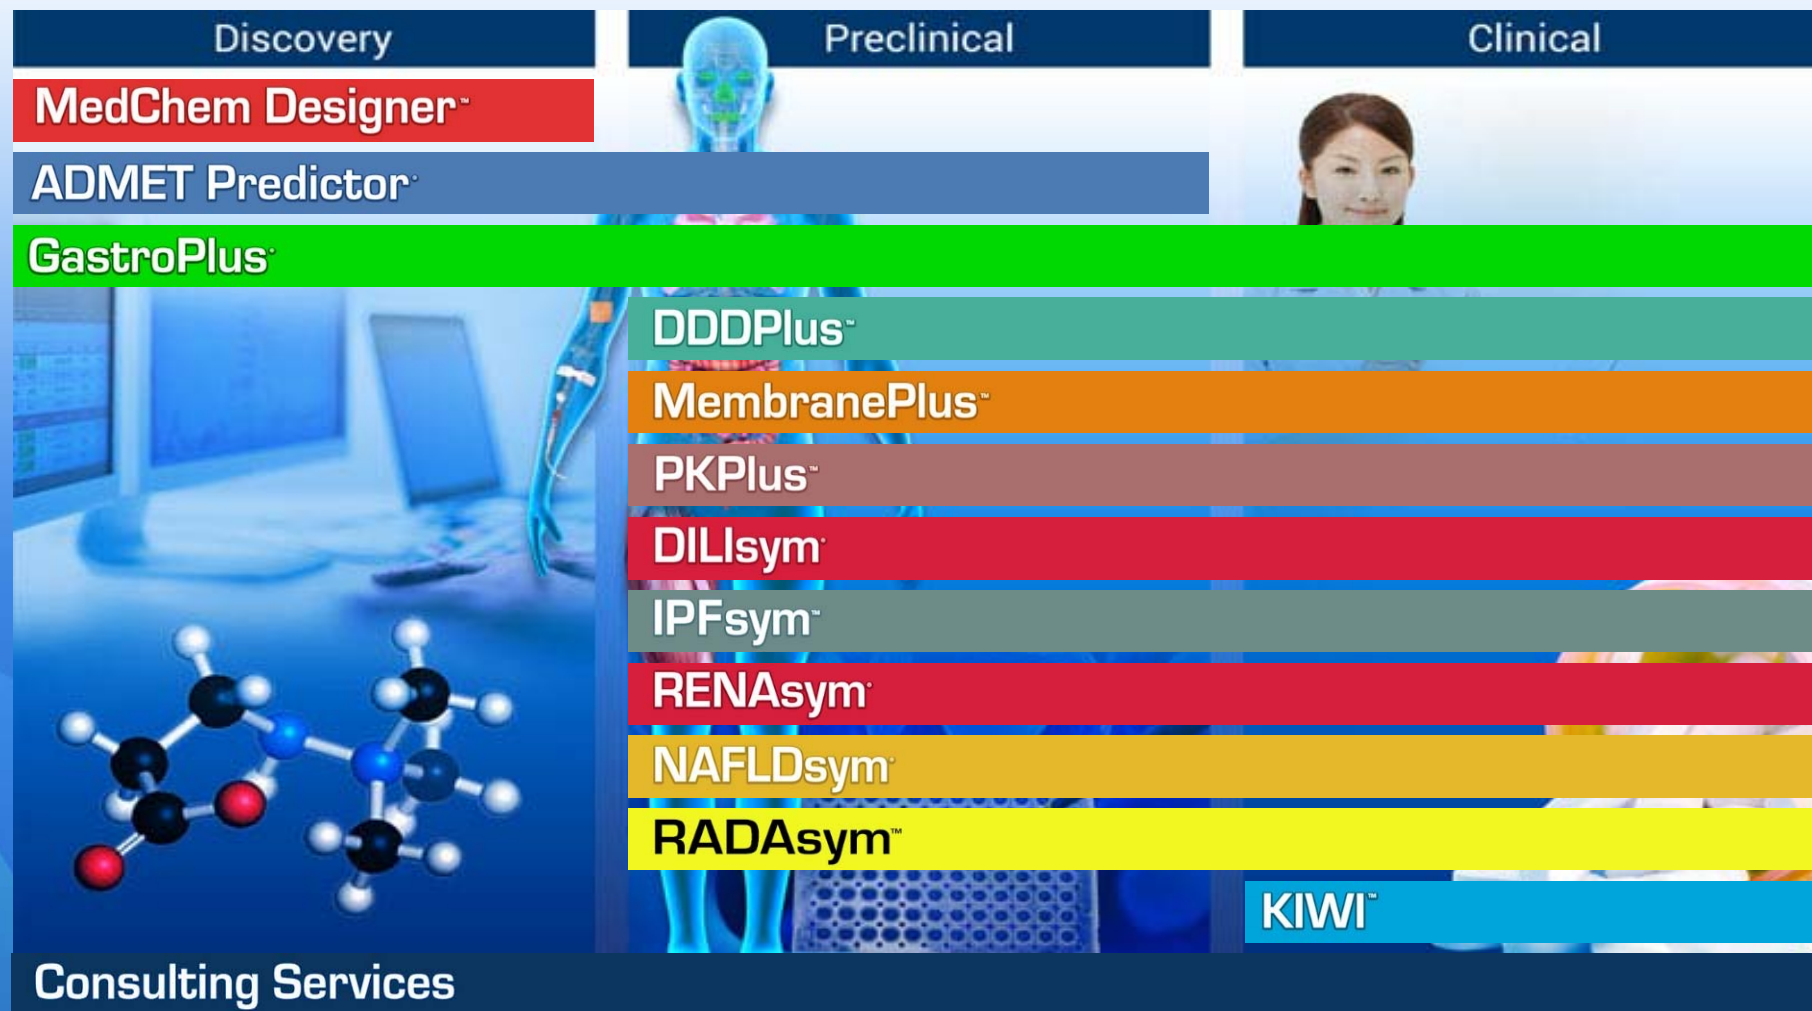 Discovery
Preclinical
Clinical
MedChem Designer™
ADMET Predictor®
GastroPlus®
DDDPlus™
MembranePlus™
PKPlus™
DILIsym®
IPFsym™
RENAsym®
NAFLDsym®
RADAsym™
KIWI™
Consulting Services